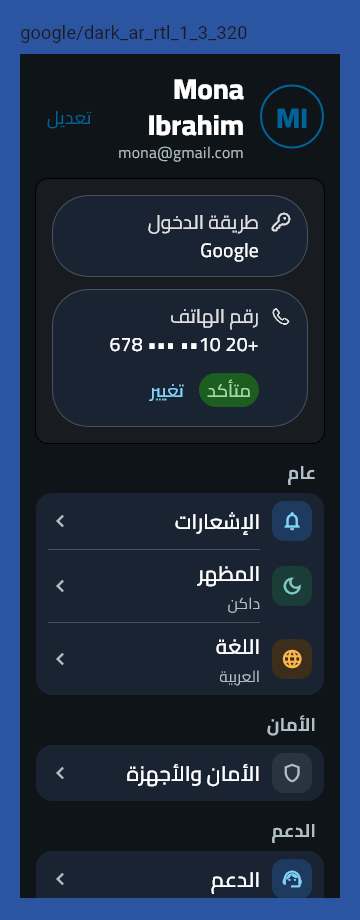 google/dark_ar_rtl_1_3_320
MI
Mona
Ibrahim
mona@gmail.com
تعديل
طريقة الدخول
Google
رقم الهاتف
+20 10•• ••• 678
متأكد
تغيير
عام
الإشعارات
المظهر
داكن
اللغة
العربية
الأمان
الأمان والأجهزة
الدعم
الدعم